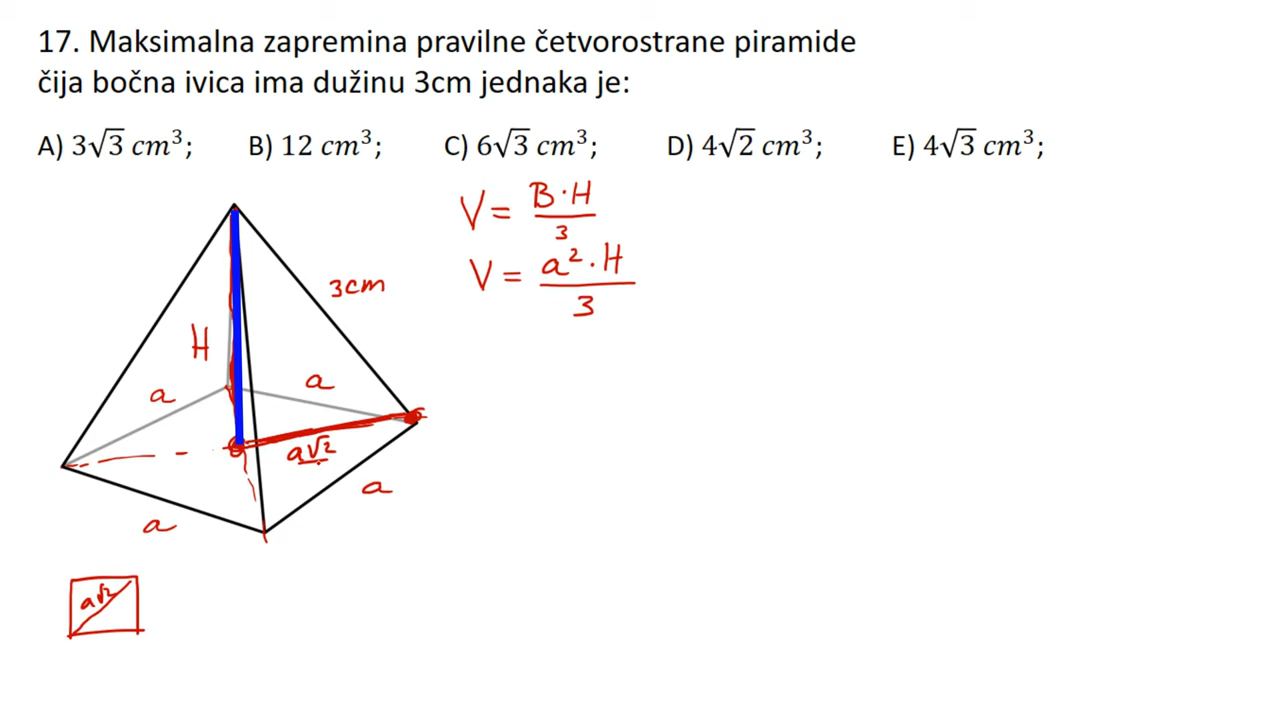 17. Maksimalna zapremina pravilne četvorostrane piramide
čija bočna ivica ima dužinu 3cm jednaka je:
A) 3√3 cm³; B) 12 cm³; C) 6√3 cm³; D) 4√2 cm³; E) 4√3 cm³;
V = B·H/3
V = a²·H/3
3cm
H
a
a
a√2
a
a
a√2